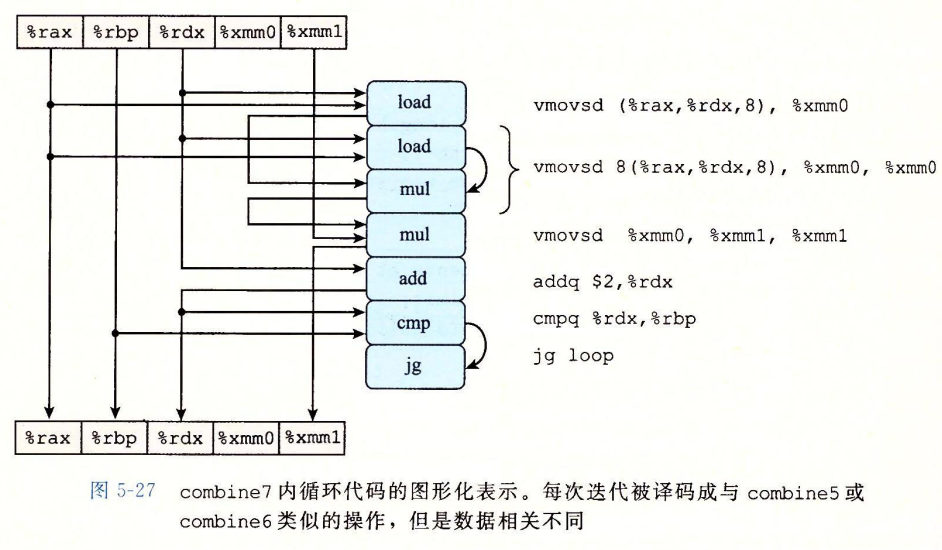 %rax %rbp %rdx %xmm0 %xmm1
load
vmovsd (%rax,%rdx,8), %xmm0
load
vmovsd 8(%rax,%rdx,8), %xmm0, %xmm0
mul
mul
vmovsd %xmm0, %xmm1, %xmm1
add
addq $2,%rdx
cmp
cmpq %rdx,%rbp
jg
jg loop
%rax %rbp %rdx %xmm0 %xmm1
图 5-27 combine7 内循环代码的图形化表示。每次迭代被译码成与 combine5 或
combine6 类似的操作，但是数据相关不同